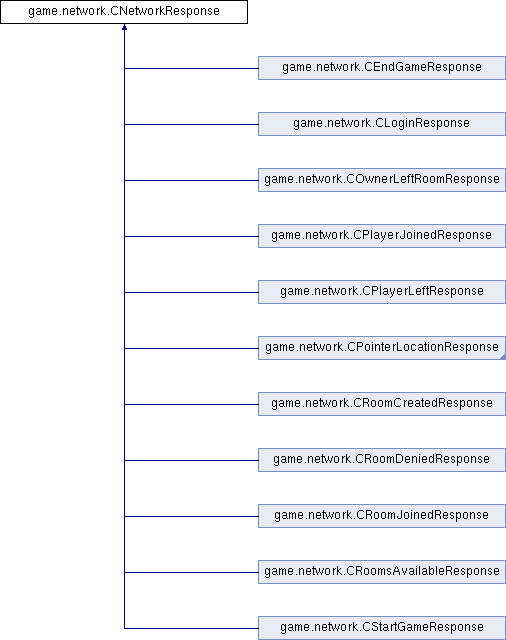 game.network.CNetworkResponse
game.network.CEndGameResponse
game.network.CLoginResponse
game.network.COwnerLeftRoomResponse
game.network.CPlayerJoinedResponse
game.network.CPlayerLeftResponse
game.network.CPointerLocationResponse
game.network.CRoomCreatedResponse
game.network.CRoomDeniedResponse
game.network.CRoomJoinedResponse
game.network.CRoomsAvailableResponse
game.network.CStartGameResponse